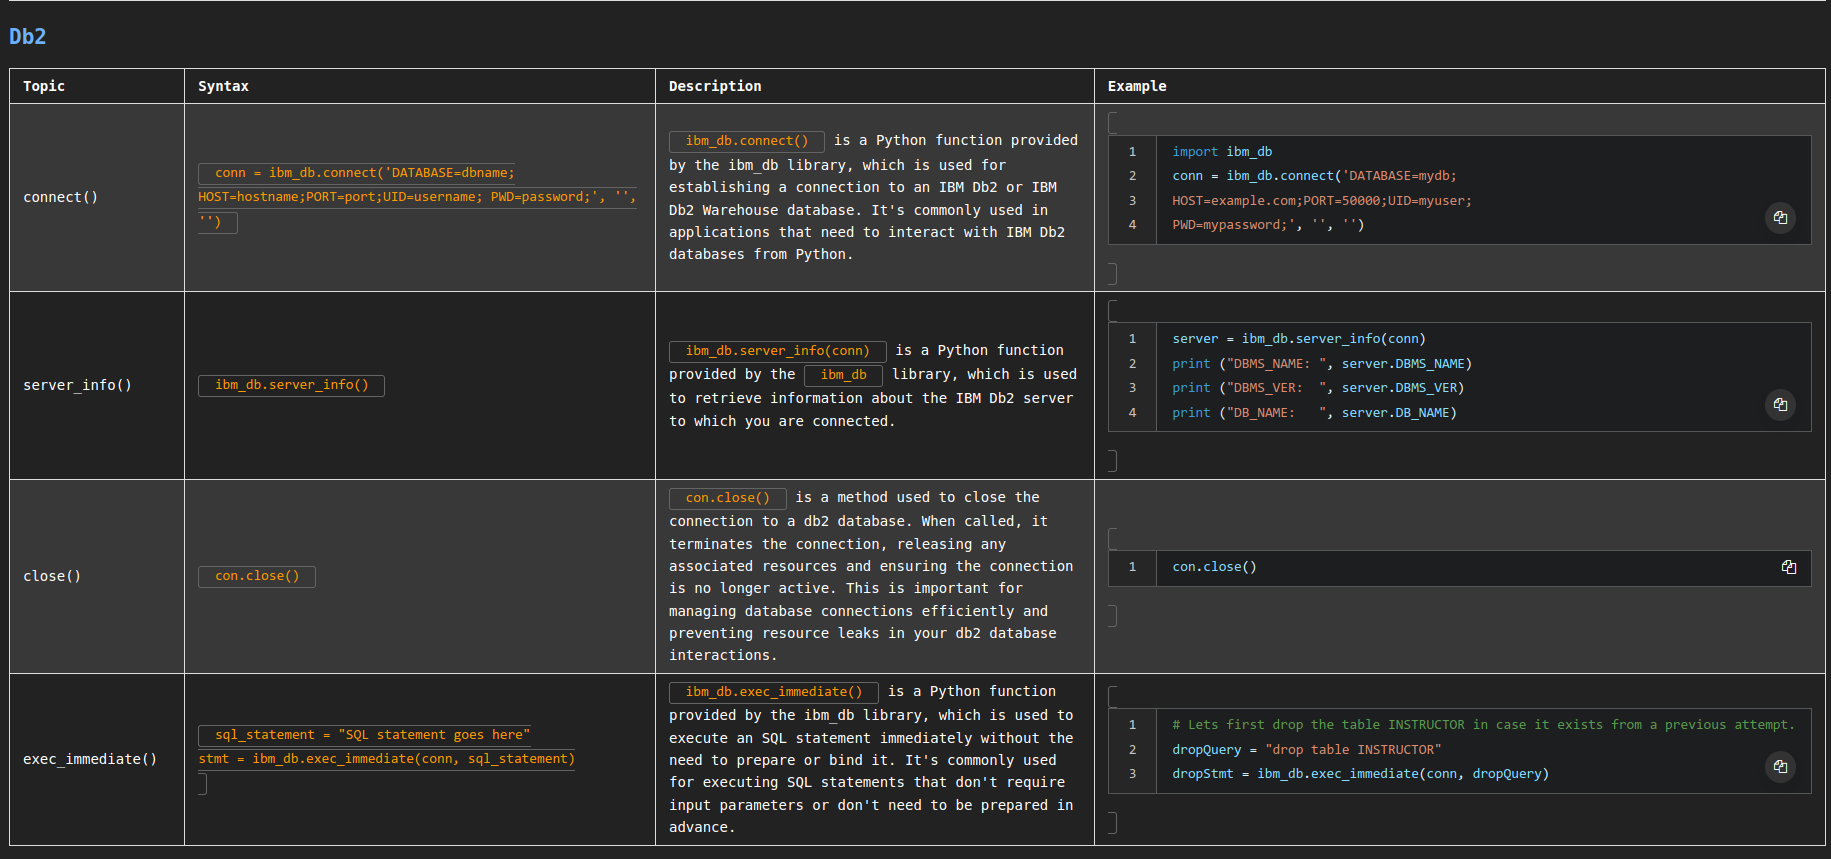 Db2
Topic
Syntax
Description
Example
connect()
conn = ibm_db.connect('DATABASE=dbname;
HOST=hostname;PORT=port;UID=username; PWD=password;', '',
'')
ibm_db.connect() is a Python function provided
by the ibm_db library, which is used for
establishing a connection to an IBM Db2 or IBM
Db2 Warehouse database. It's commonly used in
applications that need to interact with IBM Db2
databases from Python.
1 import ibm_db
2 conn = ibm_db.connect('DATABASE=mydb;
3 HOST=example.com;PORT=50000;UID=myuser;
4 PWD=mypassword;', '', '')
server_info()
ibm_db.server_info()
ibm_db.server_info(conn) is a Python function
provided by the ibm_db library, which is used
to retrieve information about the IBM Db2 server
to which you are connected.
1 server = ibm_db.server_info(conn)
2 print ("DBMS_NAME: ", server.DBMS_NAME)
3 print ("DBMS_VER:  ", server.DBMS_VER)
4 print ("DB_NAME:   ", server.DB_NAME)
close()
con.close()
con.close() is a method used to close the
connection to a db2 database. When called, it
terminates the connection, releasing any
associated resources and ensuring the connection
is no longer active. This is important for
managing database connections efficiently and
preventing resource leaks in your db2 database
interactions.
1 con.close()
exec_immediate()
sql_statement = "SQL statement goes here"
stmt = ibm_db.exec_immediate(conn, sql_statement)
ibm_db.exec_immediate() is a Python function
provided by the ibm_db library, which is used to
execute an SQL statement immediately without the
need to prepare or bind it. It's commonly used
for executing SQL statements that don't require
input parameters or don't need to be prepared in
advance.
1 # Lets first drop the table INSTRUCTOR in case it exists from a previous attempt.
2 dropQuery = "drop table INSTRUCTOR"
3 dropStmt = ibm_db.exec_immediate(conn, dropQuery)